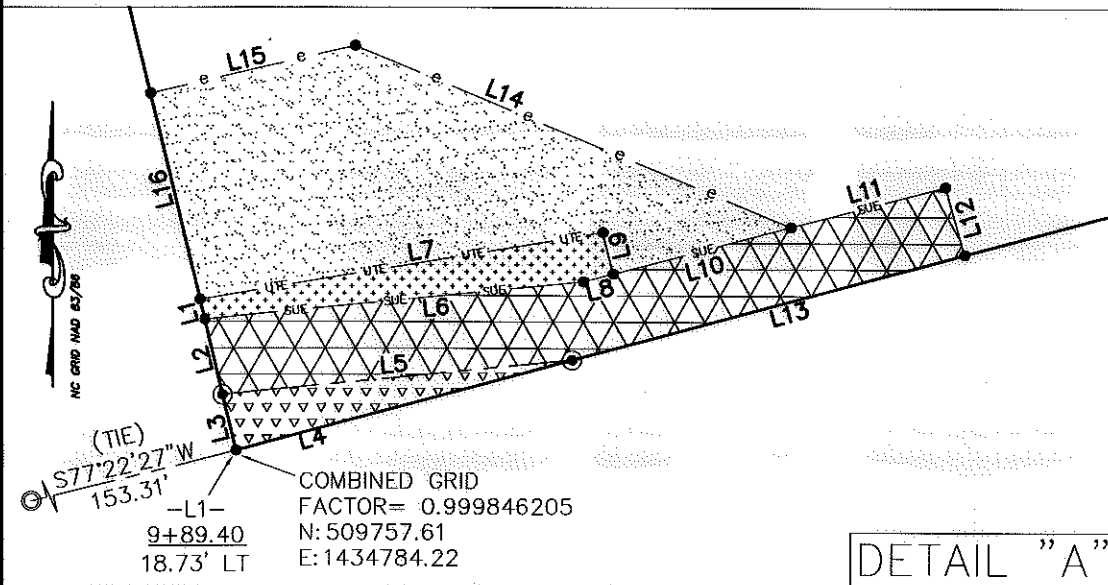 L15
e e
e
L14
e
e
e
L16
L11
SUE
L12
L9
L7
UTE UTE UTE
SUE
L10
L8
L1
SUE SUE SUE
L6
L13
L2
L5
NC GRID NAD 83/86
L3
L4
(TIE)
S77°22'27"W
153.31'
-L1-
9+89.40
18.73' LT
COMBINED GRID
FACTOR= 0.999846205
N: 509757.61
E: 1434784.22
DETAIL "A"